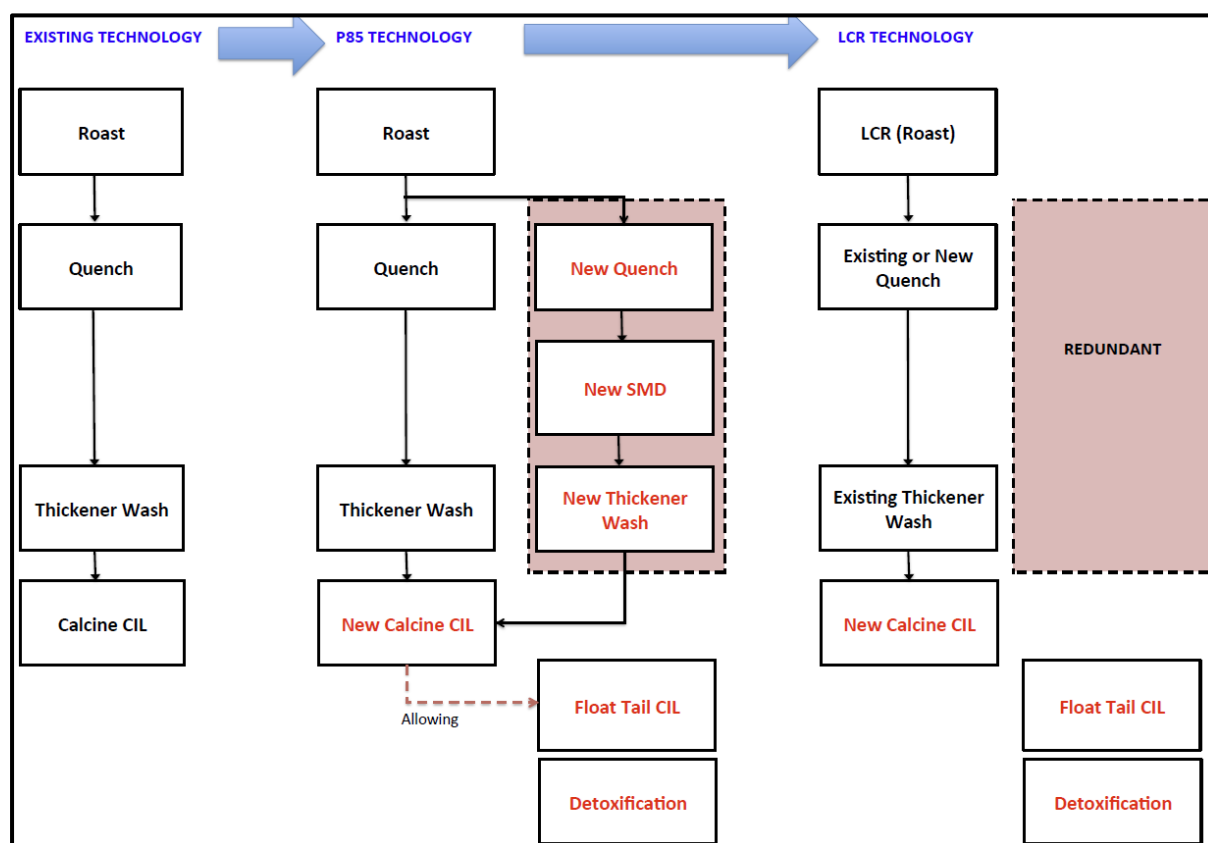 EXISTING TECHNOLOGY
P85 TECHNOLOGY
LCR TECHNOLOGY
Roast
Roast
LCR (Roast)
Quench
Quench
New Quench
Existing or New
Quench
New SMD
REDUNDANT
Thickener Wash
Thickener Wash
New Thickener
Wash
Existing Thickener
Wash
Calcine CIL
New Calcine CIL
New Calcine CIL
Allowing
Float Tail CIL
Float Tail CIL
Detoxification
Detoxification